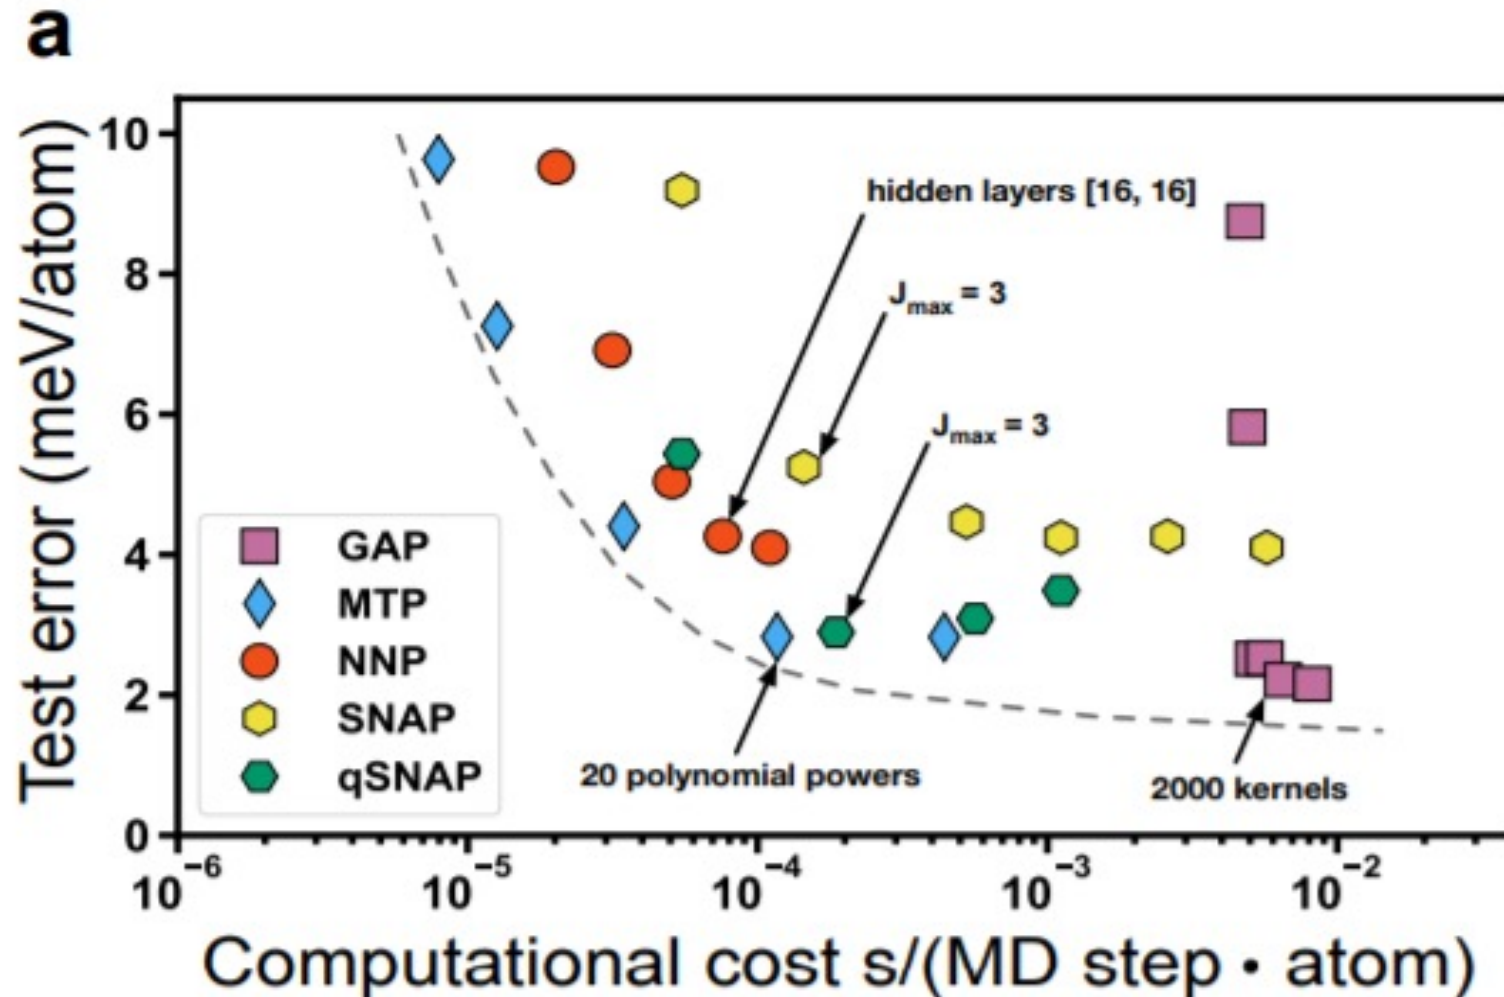 a
Test error (meV/atom)
10
8
6
4
2
0
hidden layers [16, 16]
Jmax = 3
Jmax = 3
GAP
MTP
NNP
SNAP
qSNAP
20 polynomial powers
2000 kernels
10−6 10−5 10−4 10−3 10−2
Computational cost s/(MD step · atom)